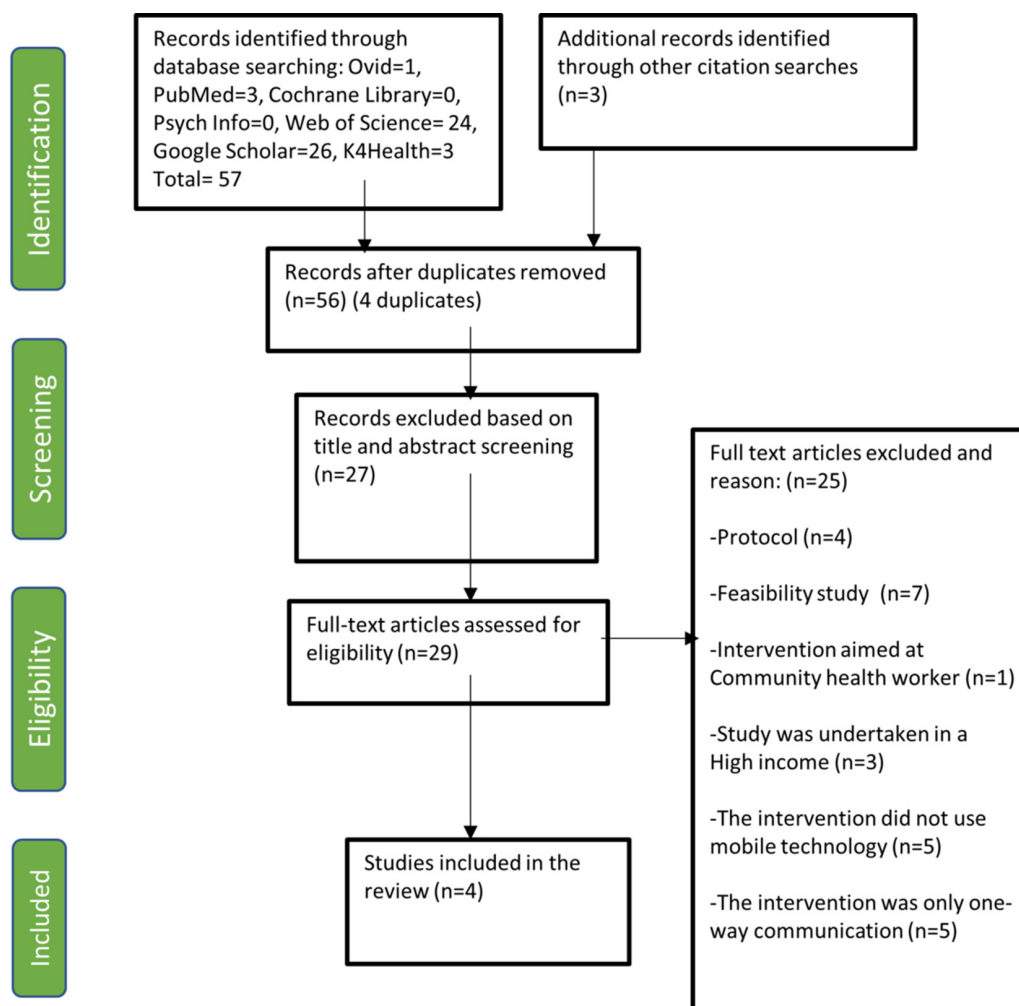 Identification
Records identified through
database searching: Ovid=1,
PubMed=3, Cochrane Library=0,
Psych Info=0, Web of Science= 24,
Google Scholar=26, K4Health=3
Total= 57
Additional records identified
through other citation searches
(n=3)
Records after duplicates removed
(n=56) (4 duplicates)
Screening
Records excluded based on
title and abstract screening
(n=27)
Eligibility
Full-text articles assessed for
eligibility (n=29)
Full text articles excluded and
reason: (n=25)
-Protocol (n=4)
-Feasibility study (n=7)
-Intervention aimed at
Community health worker (n=1)
-Study was undertaken in a
High income (n=3)
-The intervention did not use
mobile technology (n=5)
-The intervention was only one-
way communication (n=5)
Included
Studies included in the
review (n=4)